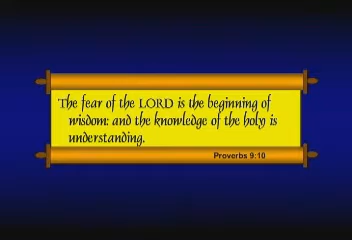 The fear of the LORD is the beginning of
wisdom: and the knowledge of the holy is
understanding.
Proverbs 9:10